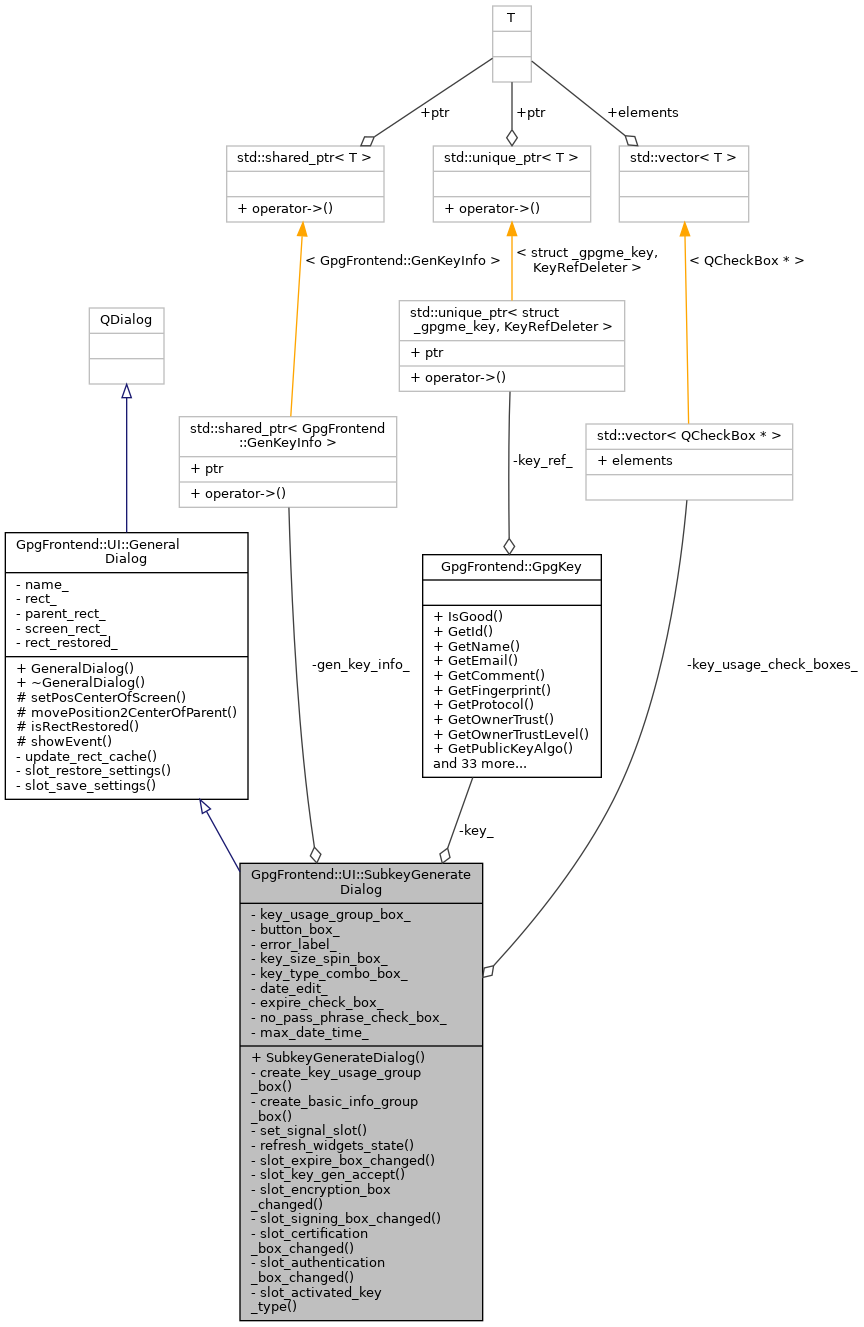 T
+ptr
+ptr
+elements
std::shared_ptr< T >
+ operator->()
std::unique_ptr< T >
+ operator->()
std::vector< T >
< GpgFrontend::GenKeyInfo >
< struct _gpgme_key,
KeyRefDeleter >
< QCheckBox * >
QDialog
std::unique_ptr< struct
_gpgme_key, KeyRefDeleter >
+ ptr
+ operator->()
std::shared_ptr< GpgFrontend
::GenKeyInfo >
+ ptr
+ operator->()
std::vector< QCheckBox * >
+ elements
-key_ref_
GpgFrontend::UI::General
Dialog
- name_
- rect_
- parent_rect_
- screen_rect_
- rect_restored_
+ GeneralDialog()
+ ~GeneralDialog()
# setPosCenterOfScreen()
# movePosition2CenterOfParent()
# isRectRestored()
# showEvent()
- update_rect_cache()
- slot_restore_settings()
- slot_save_settings()
GpgFrontend::GpgKey
+ IsGood()
+ GetId()
+ GetName()
+ GetEmail()
+ GetComment()
+ GetFingerprint()
+ GetProtocol()
+ GetOwnerTrust()
+ GetOwnerTrustLevel()
+ GetPublicKeyAlgo()
and 33 more...
-gen_key_info_
-key_usage_check_boxes_
-key_
GpgFrontend::UI::SubkeyGenerate
Dialog
- key_usage_group_box_
- button_box_
- error_label_
- key_size_spin_box_
- key_type_combo_box_
- date_edit_
- expire_check_box_
- no_pass_phrase_check_box_
- max_date_time_
+ SubkeyGenerateDialog()
- create_key_usage_group
_box()
- create_basic_info_group
_box()
- set_signal_slot()
- refresh_widgets_state()
- slot_expire_box_changed()
- slot_key_gen_accept()
- slot_encryption_box
_changed()
- slot_signing_box_changed()
- slot_certification
_box_changed()
- slot_authentication
_box_changed()
- slot_activated_key
_type()